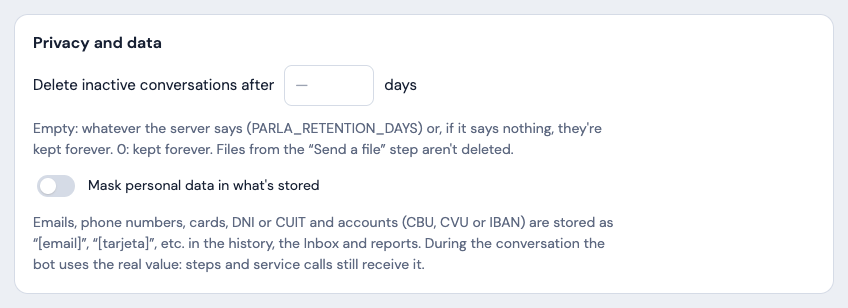 Privacy and data
Delete inactive conversations after — days
Empty: whatever the server says (PARLA_RETENTION_DAYS) or, if it says nothing, they're
kept forever. 0: kept forever. Files from the “Send a file” step aren't deleted.
Mask personal data in what's stored
Emails, phone numbers, cards, DNI or CUIT and accounts (CBU, CVU or IBAN) are stored as
“[email]”, “[tarjeta]”, etc. in the history, the Inbox and reports. During the conversation the
bot uses the real value: steps and service calls still receive it.